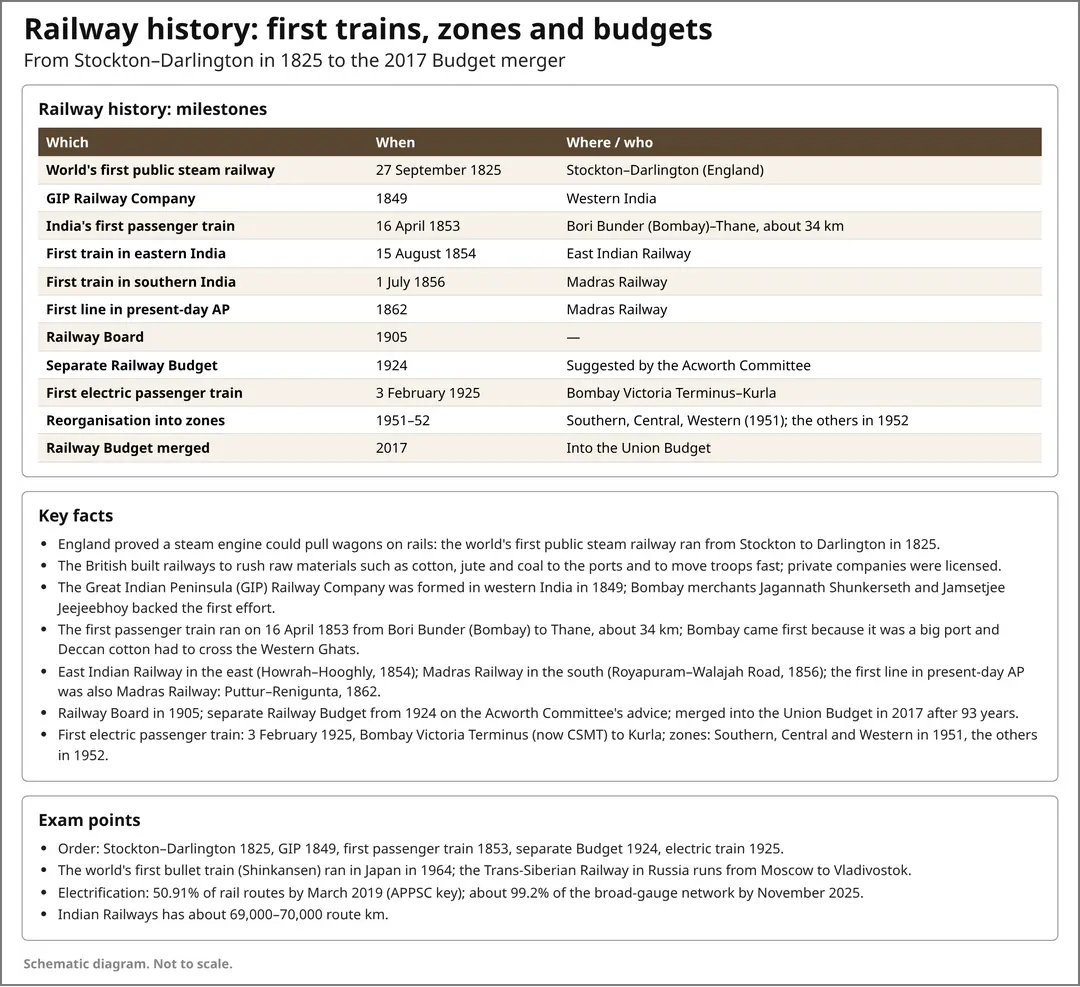 Railway history: first trains, zones and budgets
From Stockton–Darlington in 1825 to the 2017 Budget merger
Railway history: milestones
Which When Where / who
World's first public steam railway 27 September 1825 Stockton–Darlington (England)
GIP Railway Company 1849 Western India
India's first passenger train 16 April 1853 Bori Bunder (Bombay)–Thane, about 34 km
First train in eastern India 15 August 1854 East Indian Railway
First train in southern India 1 July 1856 Madras Railway
First line in present-day AP 1862 Madras Railway
Railway Board 1905 —
Separate Railway Budget 1924 Suggested by the Acworth Committee
First electric passenger train 3 February 1925 Bombay Victoria Terminus–Kurla
Reorganisation into zones 1951–52 Southern, Central, Western (1951); the others in 1952
Railway Budget merged 2017 Into the Union Budget
Key facts
• England proved a steam engine could pull wagons on rails: the world's first public steam railway ran from Stockton to Darlington in 1825.
• The British built railways to rush raw materials such as cotton, jute and coal to the ports and to move troops fast; private companies were licensed.
• The Great Indian Peninsula (GIP) Railway Company was formed in western India in 1849; Bombay merchants Jagannath Shunkerseth and Jamsetjee
Jeejeebhoy backed the first effort.
• The first passenger train ran on 16 April 1853 from Bori Bunder (Bombay) to Thane, about 34 km; Bombay came first because it was a big port and
Deccan cotton had to cross the Western Ghats.
• East Indian Railway in the east (Howrah–Hooghly, 1854); Madras Railway in the south (Royapuram–Walajah Road, 1856); the first line in present-day AP
was also Madras Railway: Puttur–Renigunta, 1862.
• Railway Board in 1905; separate Railway Budget from 1924 on the Acworth Committee's advice; merged into the Union Budget in 2017 after 93 years.
• First electric passenger train: 3 February 1925, Bombay Victoria Terminus (now CSMT) to Kurla; zones: Southern, Central and Western in 1951, the others
in 1952.
Exam points
• Order: Stockton–Darlington 1825, GIP 1849, first passenger train 1853, separate Budget 1924, electric train 1925.
• The world's first bullet train (Shinkansen) ran in Japan in 1964; the Trans-Siberian Railway in Russia runs from Moscow to Vladivostok.
• Electrification: 50.91% of rail routes by March 2019 (APPSC key); about 99.2% of the broad-gauge network by November 2025.
• Indian Railways has about 69,000–70,000 route km.
Schematic diagram. Not to scale.